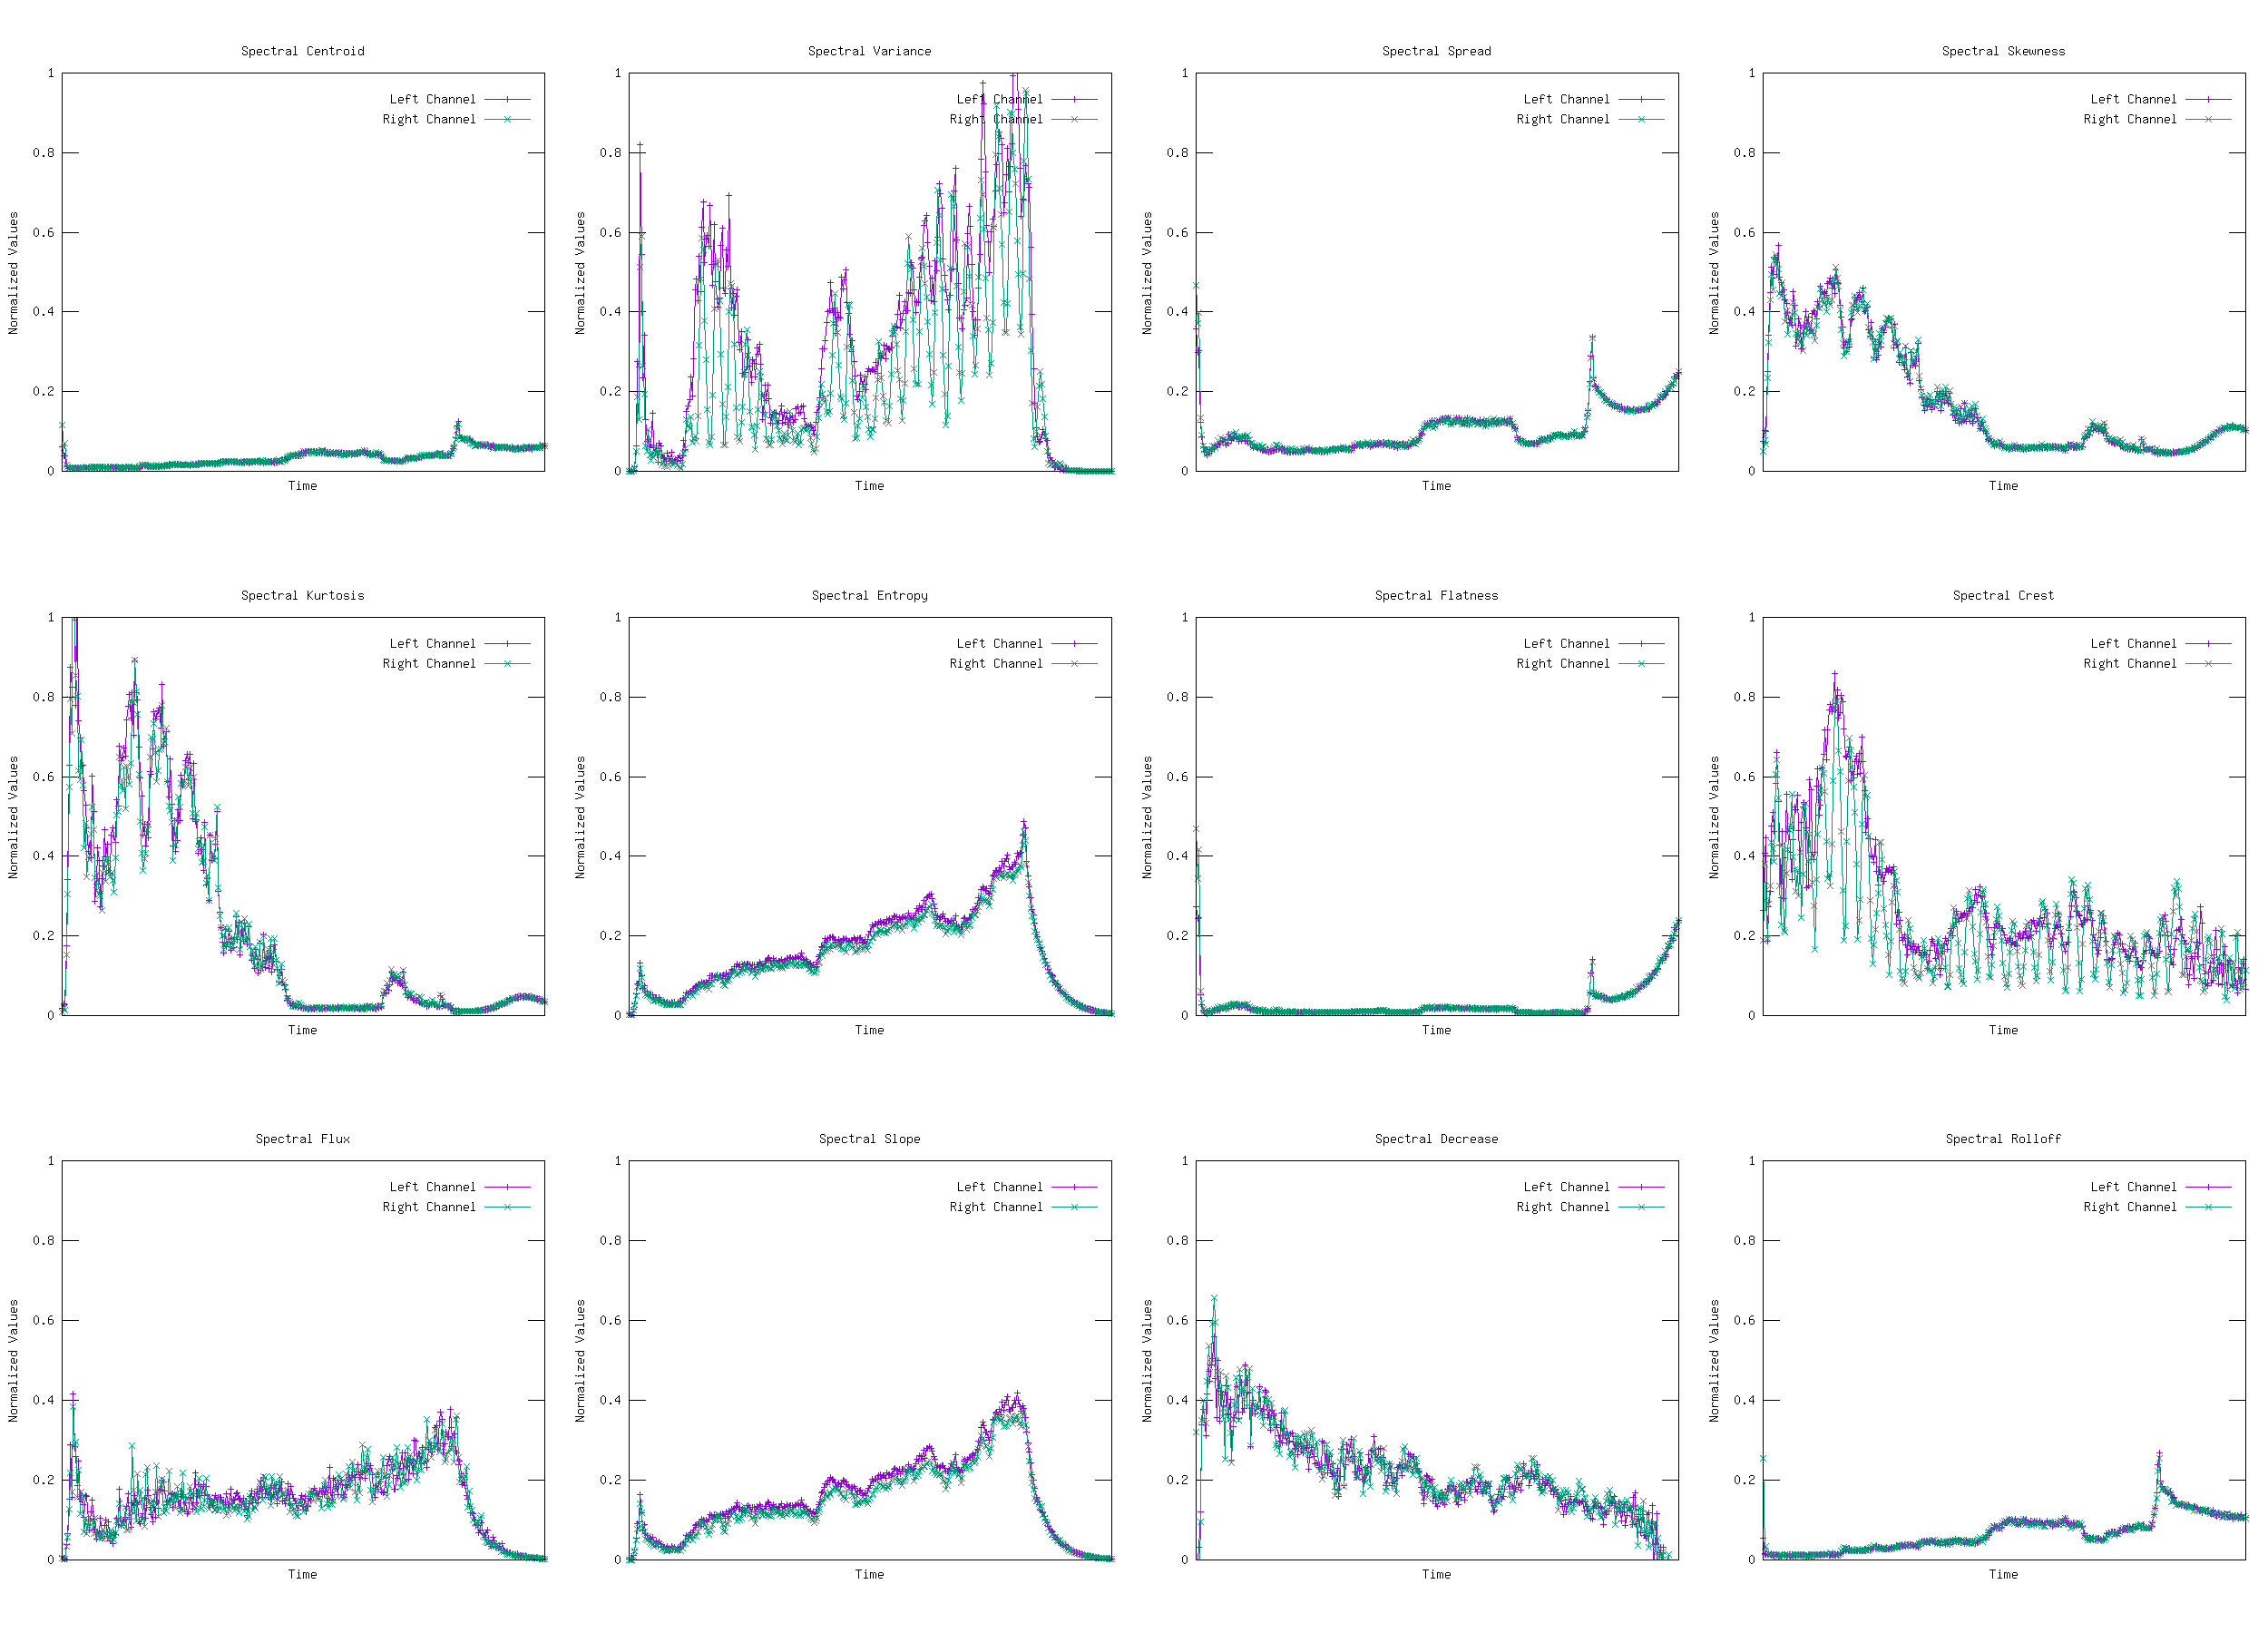 Spectral Centroid
Left Channel
Right Channel
Normalized Values
1
0.8
0.6
0.4
0.2
0
Time
Spectral Variance
Left Channel
Right Channel
Normalized Values
1
0.8
0.6
0.4
0.2
0
Time
Spectral Spread
Left Channel
Right Channel
Normalized Values
1
0.8
0.6
0.4
0.2
0
Time
Spectral Skewness
Left Channel
Right Channel
Normalized Values
1
0.8
0.6
0.4
0.2
0
Time
Spectral Kurtosis
Left Channel
Right Channel
Normalized Values
1
0.8
0.6
0.4
0.2
0
Time
Spectral Entropy
Left Channel
Right Channel
Normalized Values
1
0.8
0.6
0.4
0.2
0
Time
Spectral Flatness
Left Channel
Right Channel
Normalized Values
1
0.8
0.6
0.4
0.2
0
Time
Spectral Crest
Left Channel
Right Channel
Normalized Values
1
0.8
0.6
0.4
0.2
0
Time
Spectral Flux
Left Channel
Right Channel
Normalized Values
1
0.8
0.6
0.4
0.2
0
Time
Spectral Slope
Left Channel
Right Channel
Normalized Values
1
0.8
0.6
0.4
0.2
0
Time
Spectral Decrease
Left Channel
Right Channel
Normalized Values
1
0.8
0.6
0.4
0.2
0
Time
Spectral Rolloff
Left Channel
Right Channel
Normalized Values
1
0.8
0.6
0.4
0.2
0
Time